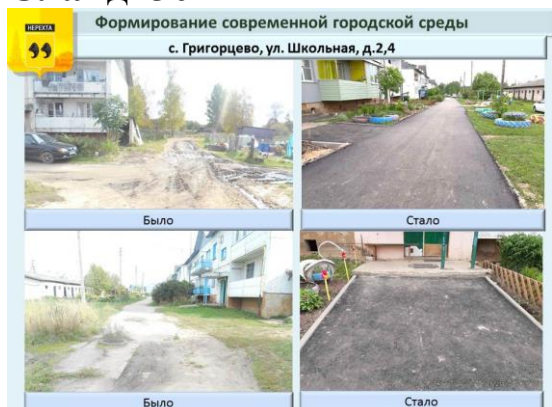 Формирование современной городской среды
НЕРЕХТА
с. Григорцево, ул. Школьная, д.2,4
Было
Стало
Было
Стало